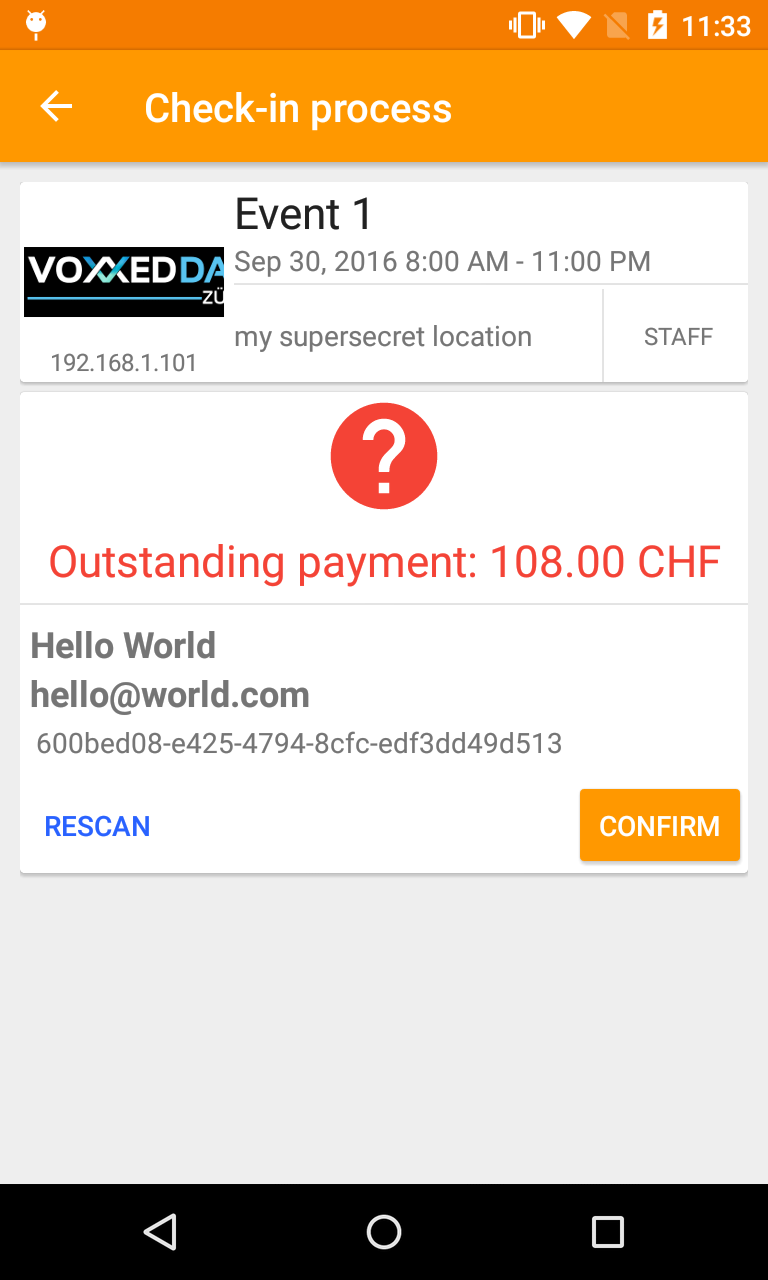 11:33
Check-in process
Event 1
Sep 30, 2016 8:00 AM - 11:00 PM
VOXXED DA
ZÜ
192.168.1.101
my supersecret location
STAFF
?
Outstanding payment: 108.00 CHF
Hello World
hello@world.com
600bed08-e425-4794-8cfc-edf3dd49d513
RESCAN
CONFIRM